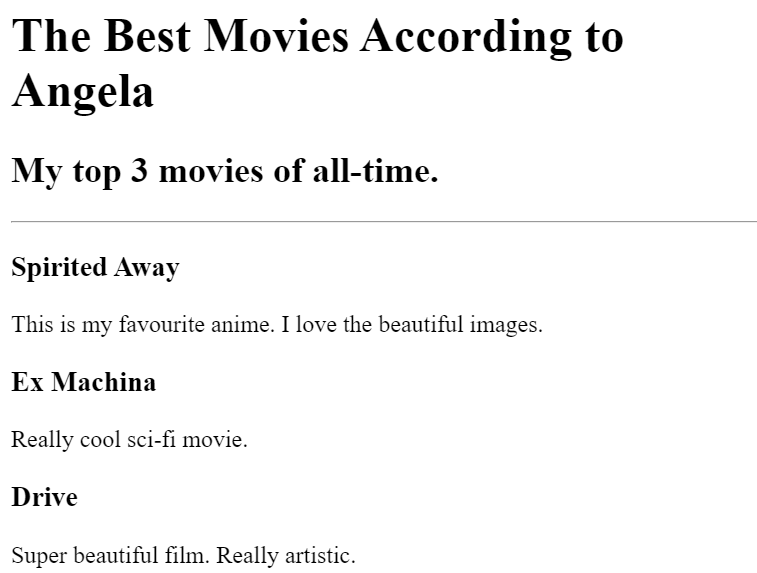 The Best Movies According to
Angela
My top 3 movies of all-time.
Spirited Away
This is my favourite anime. I love the beautiful images.
Ex Machina
Really cool sci-fi movie.
Drive
Super beautiful film. Really artistic.